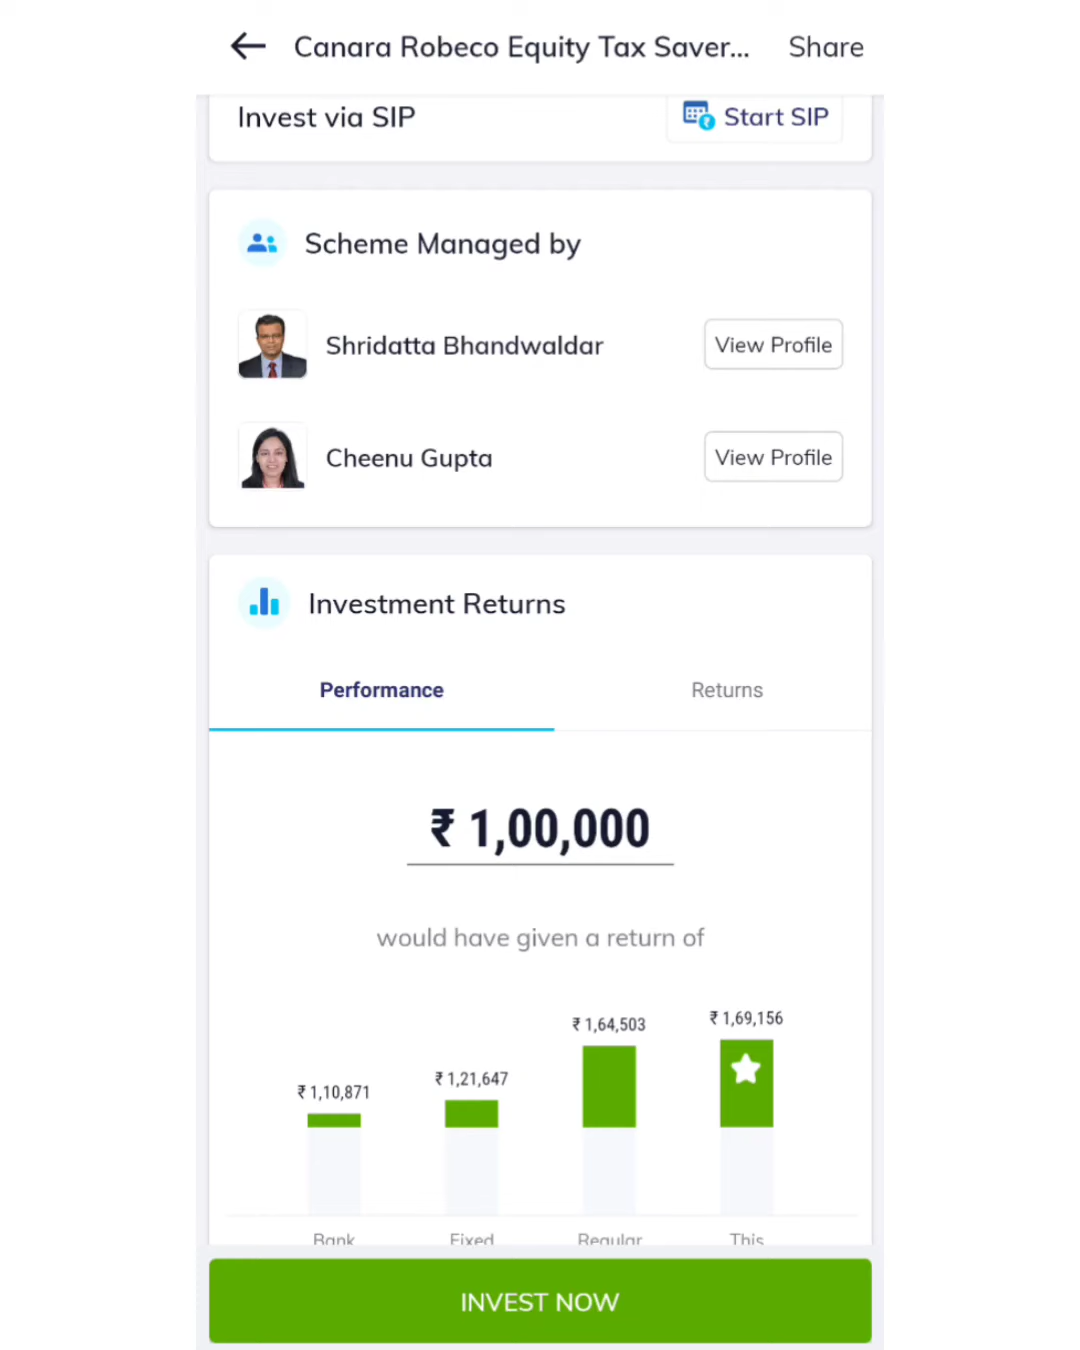 Canara Robeco Equity Tax Saver... Share
Invest via SIP Start SIP
Scheme Managed by
Shridatta Bhandwaldar View Profile
Cheenu Gupta View Profile
Investment Returns
Performance Returns
₹ 1,00,000
would have given a return of
₹ 1,10,871 ₹ 1,21,647 ₹ 1,64,503 ₹ 1,69,156
Bank Fixed Regular This
INVEST NOW